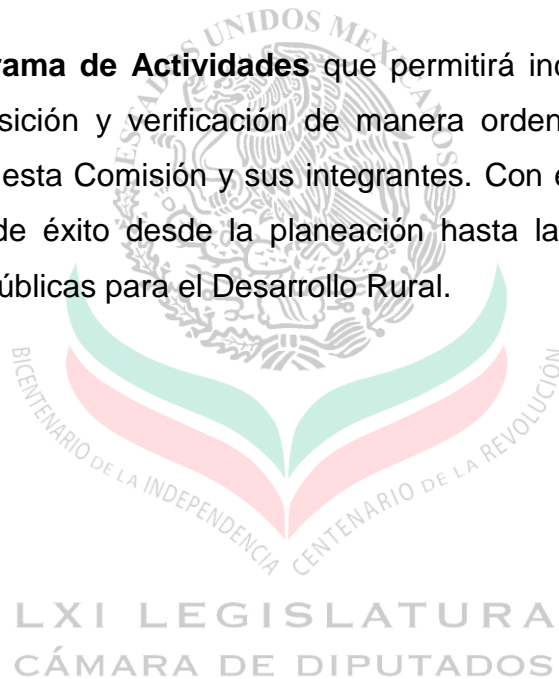 UNIDOS MEXICANOS
rama de Actividades que permitirá inc
sición y verificación de manera orden
esta Comisión y sus integrantes. Con e
de éxito desde la planeación hasta la
úblicas para el Desarrollo Rural.
BICENTENARIO DE LA INDEPENDENCIA
CENTENARIO DE LA REVOLUCIÓN
LXI LEGISLATURA
CÁMARA DE DIPUTADOS